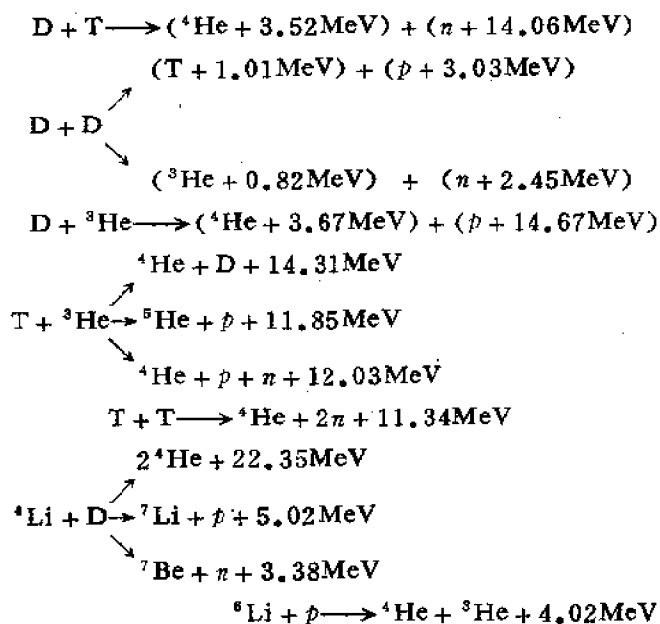 D + T ⟶ (⁴He + 3.52MeV) + (n + 14.06MeV)
(T + 1.01MeV) + (p + 3.03MeV)
↗
D + D
↘
(³He + 0.82MeV) + (n + 2.45MeV)
D + ³He ⟶ (⁴He + 3.67MeV) + (p + 14.67MeV)
⁴He + D + 14.31MeV
↗
T + ³He → ⁵He + p + 11.85MeV
↘
⁴He + p + n + 12.03MeV
T + T ⟶ ⁴He + 2n + 11.34MeV
2⁴He + 22.35MeV
↗
Li + D → ⁷Li + p + 5.02MeV
↘
⁷Be + n + 3.38MeV
⁶Li + p ⟶ ⁴He + ³He + 4.02MeV